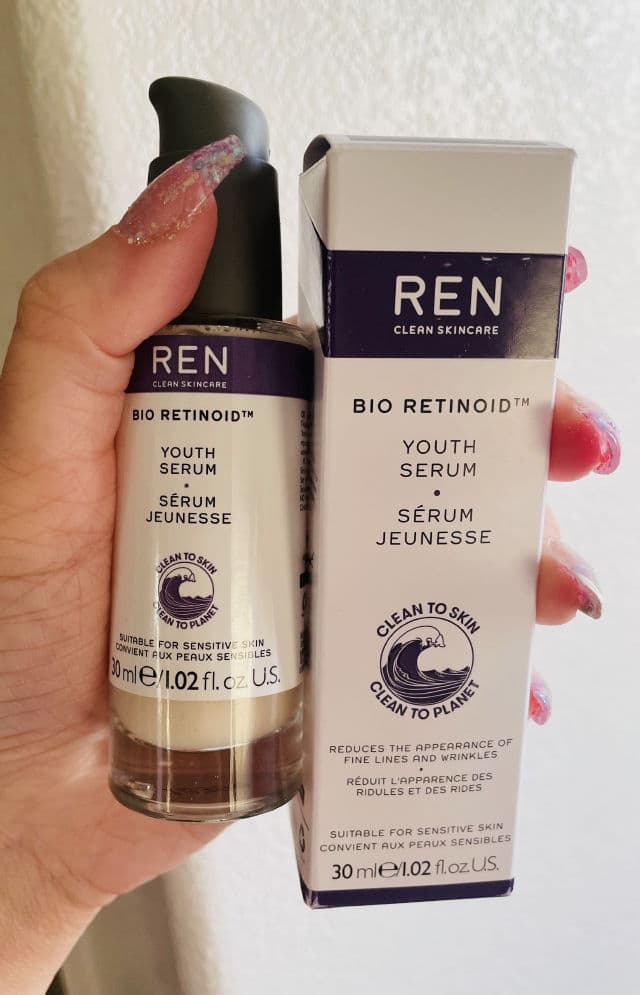 REN
CLEAN SKINCARE
BIO RETINOID™
YOUTH
SERUM
•
SÉRUM
JEUNESSE
CLEAN TO SKIN
CLEAN TO PLANET
SUITABLE FOR SENSITIVE SKIN
CONVIENT AUX PEAUX SENSIBLES
30 ml℮/1.02 fl. oz. U.S.
REN
CLEAN SKINCARE
BIO RETINOID™
YOUTH
SERUM
•
SÉRUM
JEUNESSE
CLEAN TO SKIN
CLEAN TO PLANET
REDUCES THE APPEARANCE OF
FINE LINES AND WRINKLES
•
RÉDUIT L'APPARENCE DES
RIDULES ET DES RIDES
SUITABLE FOR SENSITIVE SKIN
CONVIENT AUX PEAUX SENSIBLES
30 ml℮/1.02 fl.oz.U.S.